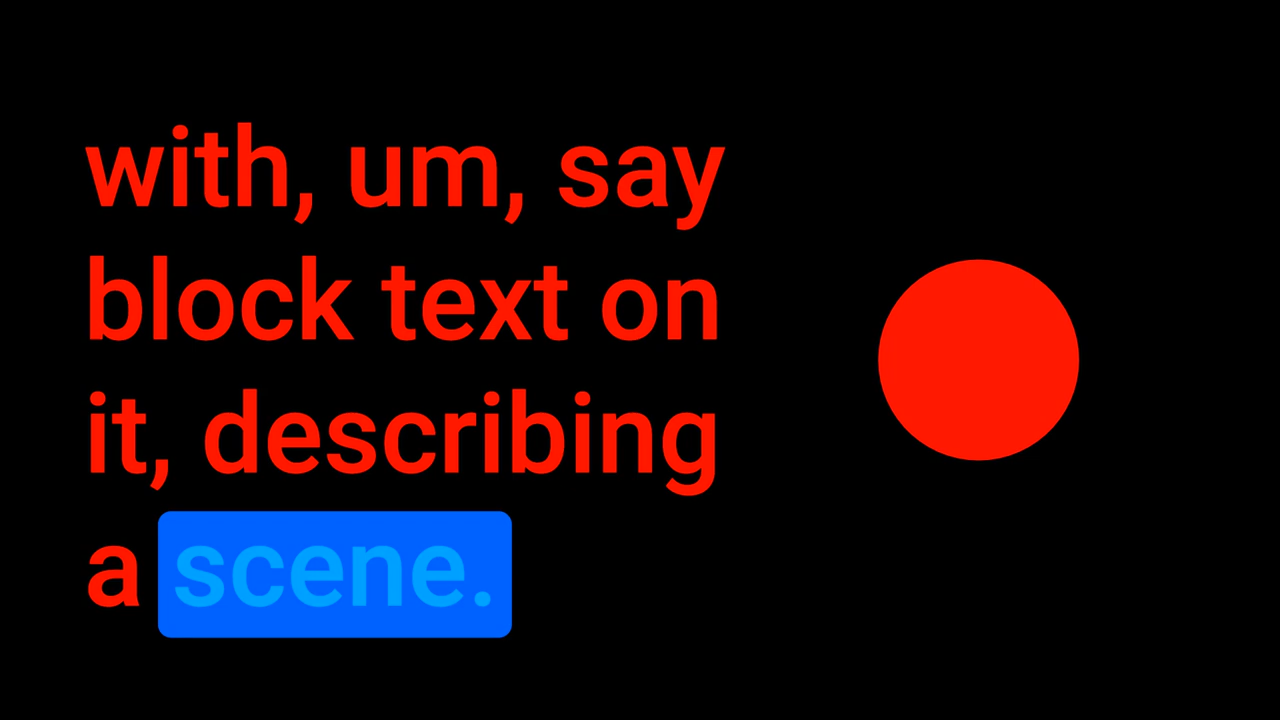 with, um, say
block text on
it, describing
a scene.